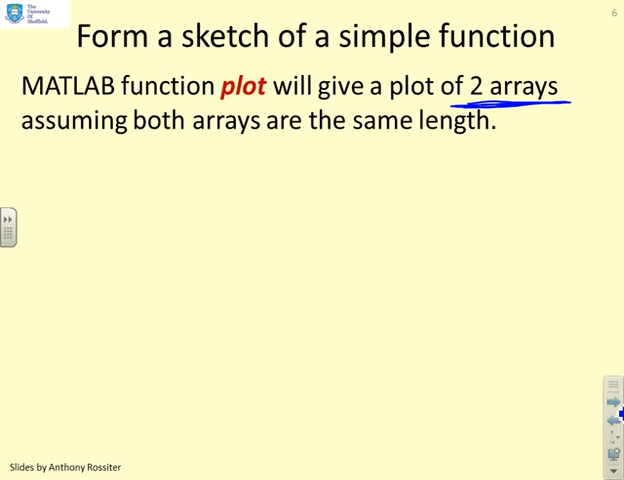 The
University
Of
Sheffield.
6
Form a sketch of a simple function
MATLAB function plot will give a plot of 2 arrays
assuming both arrays are the same length.
Slides by Anthony Rossiter